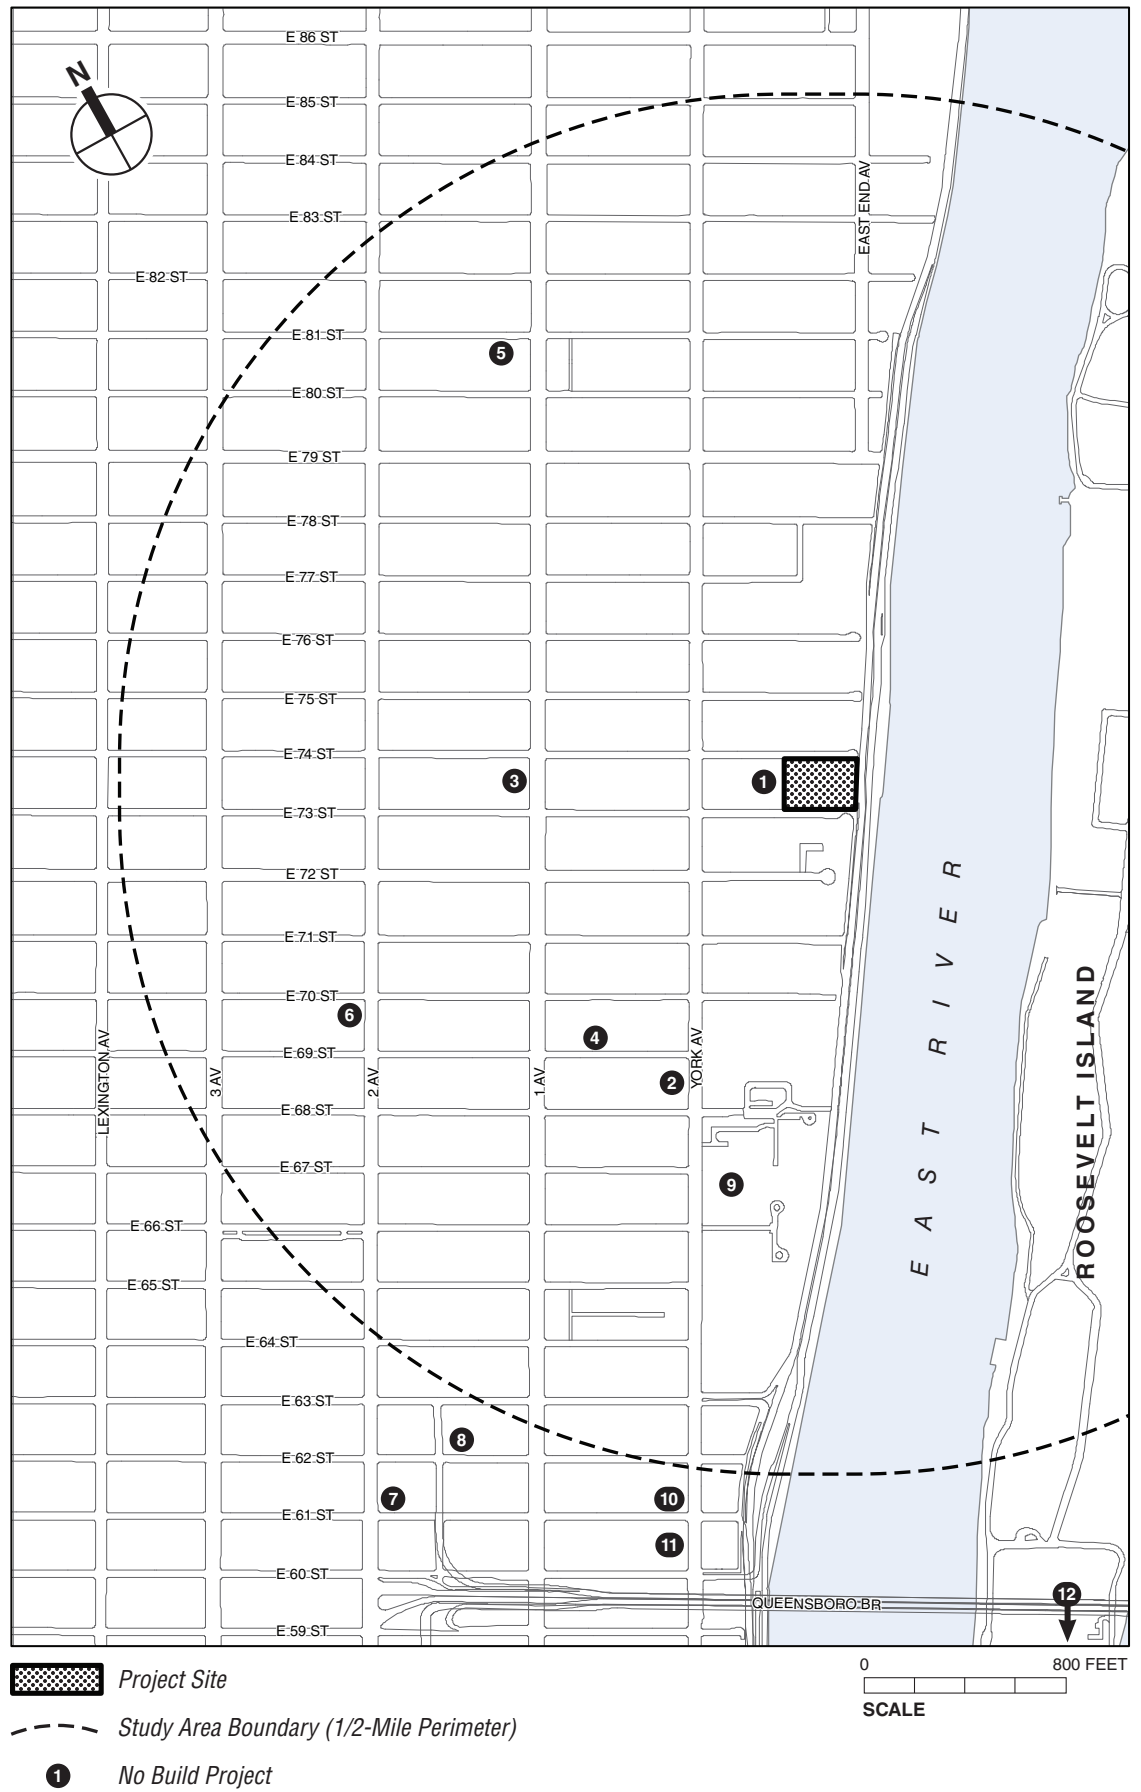 E 86 ST
N
E 85 ST
E 84 ST
EAST END AV
E 83 ST
E 82 ST
E 81 ST
5
E 80 ST
E 79 ST
E 78 ST
E 77 ST
E 76 ST
E 75 ST
E 74 ST
3
1
E 73 ST
E 72 ST
EAST RIVER
E 71 ST
ROOSEVELT ISLAND
E 70 ST
6
4
E 69 ST
LEXINGTON AV
3 AV
2 AV
1 AV
YORK AV
2
E 68 ST
E 67 ST
9
E 66 ST
E 65 ST
E 64 ST
E 63 ST
8
E 62 ST
7
10
E 61 ST
11
E 60 ST
QUEENSBORO BR
12
E 59 ST
Project Site
0 800 FEET
SCALE
Study Area Boundary (1/2-Mile Perimeter)
1 No Build Project